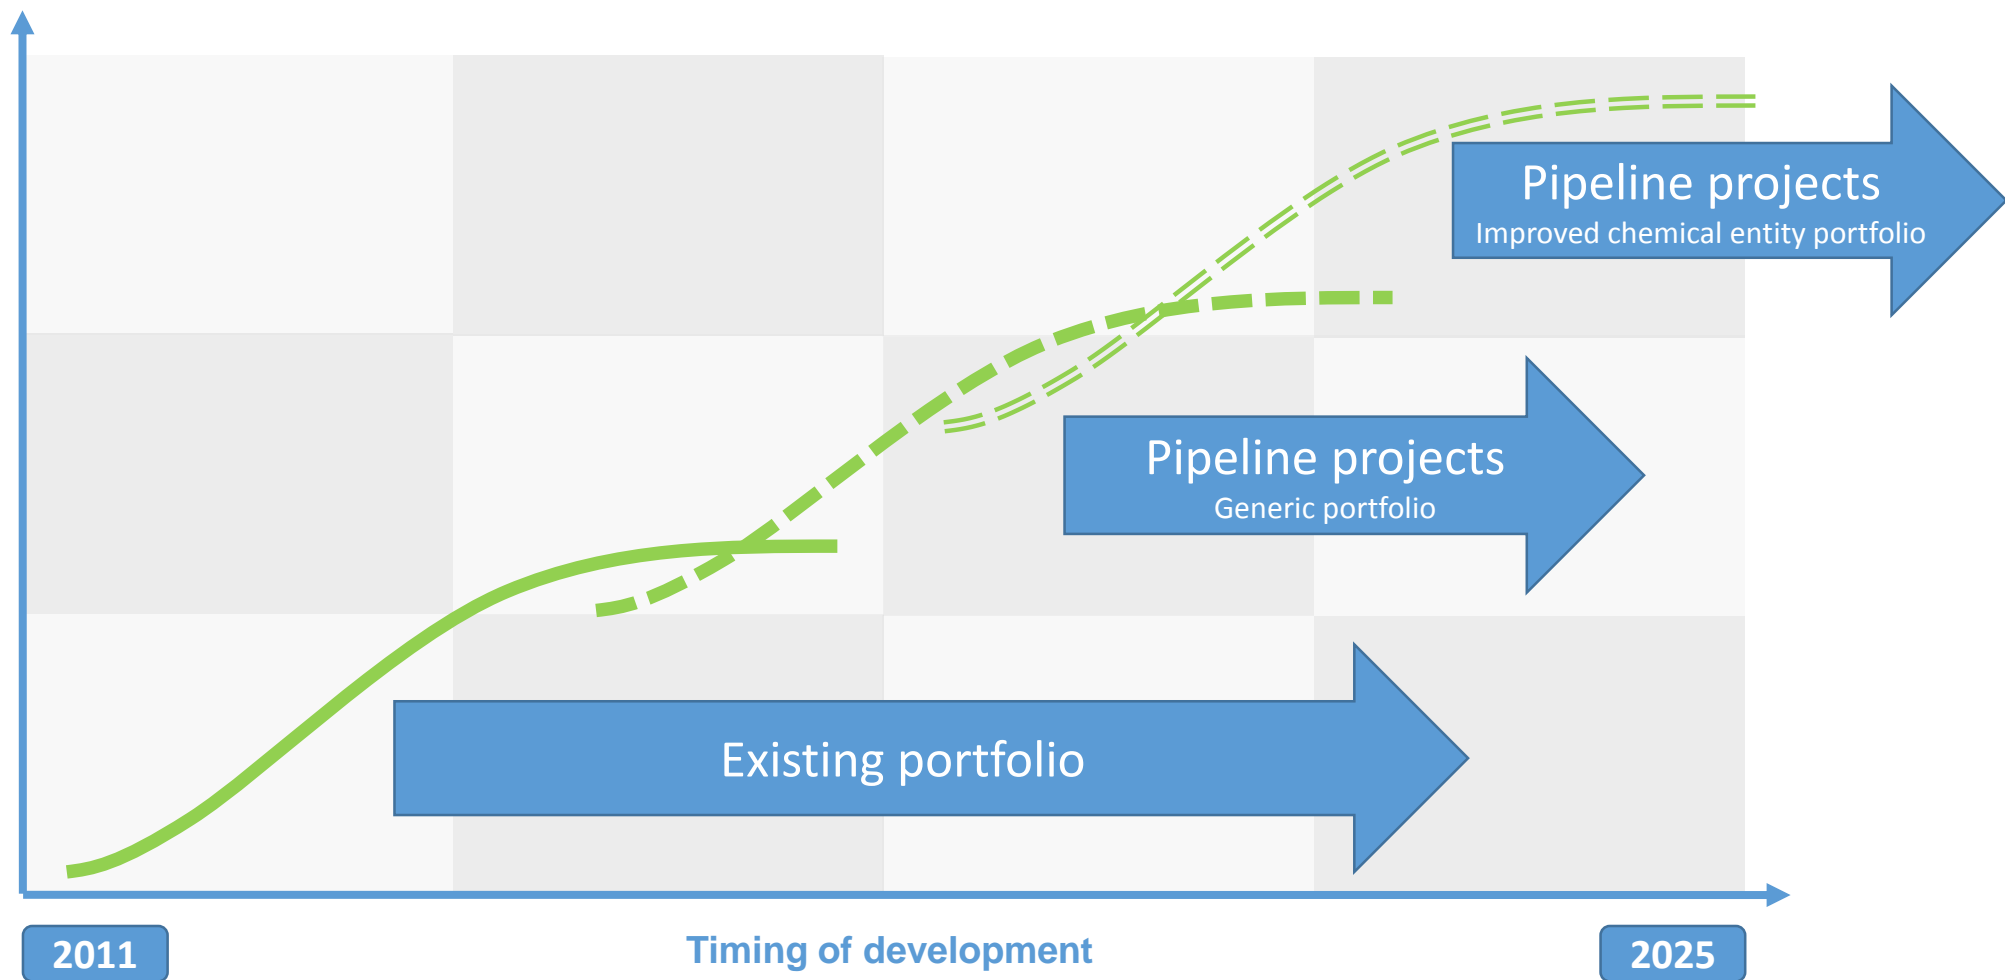 Pipeline projects
Improved chemical entity portfolio
Pipeline projects
Generic portfolio
Existing portfolio
2011
Timing of development
2025